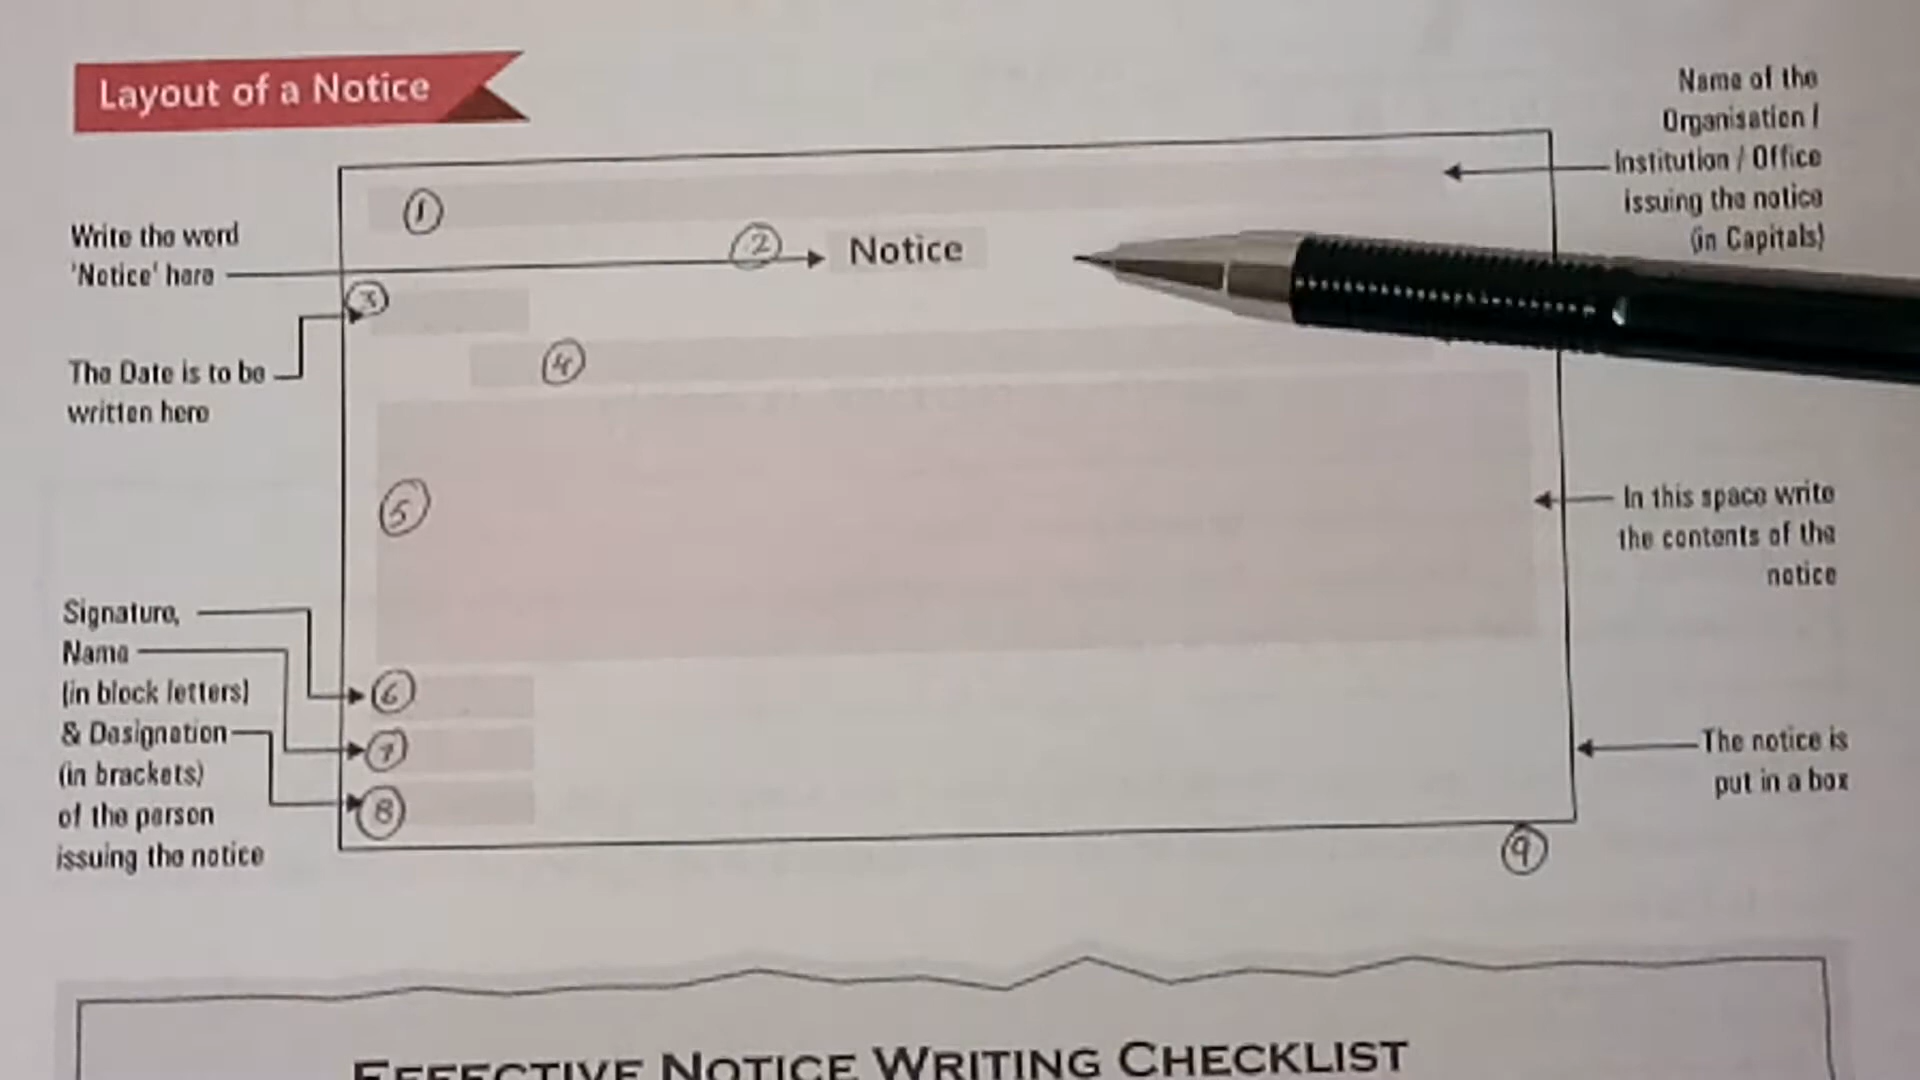 Layout of a Notice
Name of the
Organisation /
Institution / Office
issuing the notice
(in Capitals)
①
Write the word
'Notice' here
② Notice
③
The Date is to be
written here
④
⑤
In this space write
the contents of the
notice
Signature,
Name
(in block letters)
& Designation
(in brackets)
of the person
issuing the notice
⑥
⑦
⑧
The notice is
put in a box
⑨
EFFECTIVE NOTICE WRITING CHECKLIST